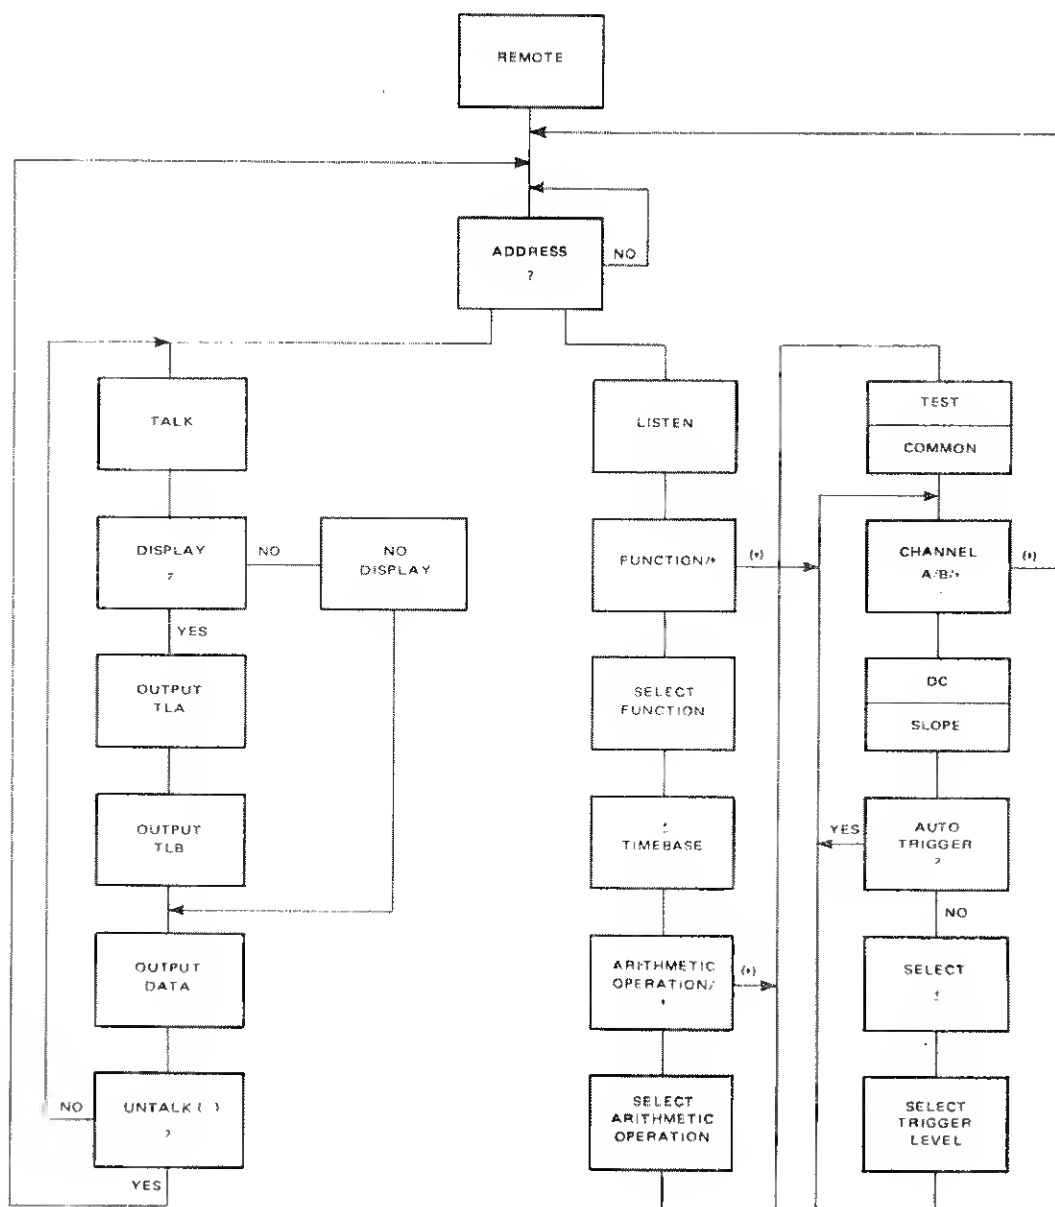 REMOTE
ADDRESS
?
NO
TALK
DISPLAY
?
NO
NO
DISPLAY
YES
OUTPUT
TLA
OUTPUT
TLB
OUTPUT
DATA
NO
UNTALK ( )
?
YES
LISTEN
FUNCTION/*
(*)
SELECT
FUNCTION
±
TIMEBASE
ARITHMETIC
OPERATION/
*
(*)
SELECT
ARITHMETIC
OPERATION
TEST
COMMON
CHANNEL
A/B/*
(*)
DC
SLOPE
YES
AUTO
TRIGGER
?
NO
SELECT
±
SELECT
TRIGGER
LEVEL